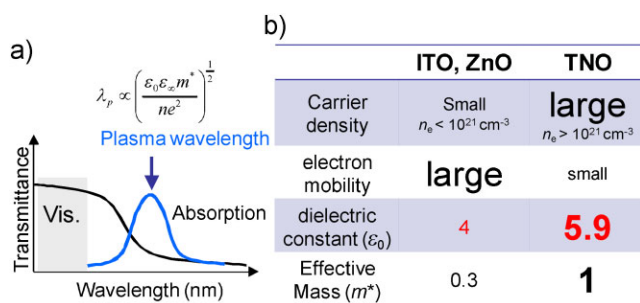 a)
λₚ ∝ (ε₀ε∞m* / ne²)^½
Plasma wavelength
Vis.
Absorption
Transmittance
Wavelength (nm)
b)
ITO, ZnO TNO
Carrier density Small nₑ < 10²¹ cm⁻³ large nₑ > 10²¹ cm⁻³
electron mobility large small
dielectric constant (ε₀) 4 5.9
Effective Mass (m*) 0.3 1